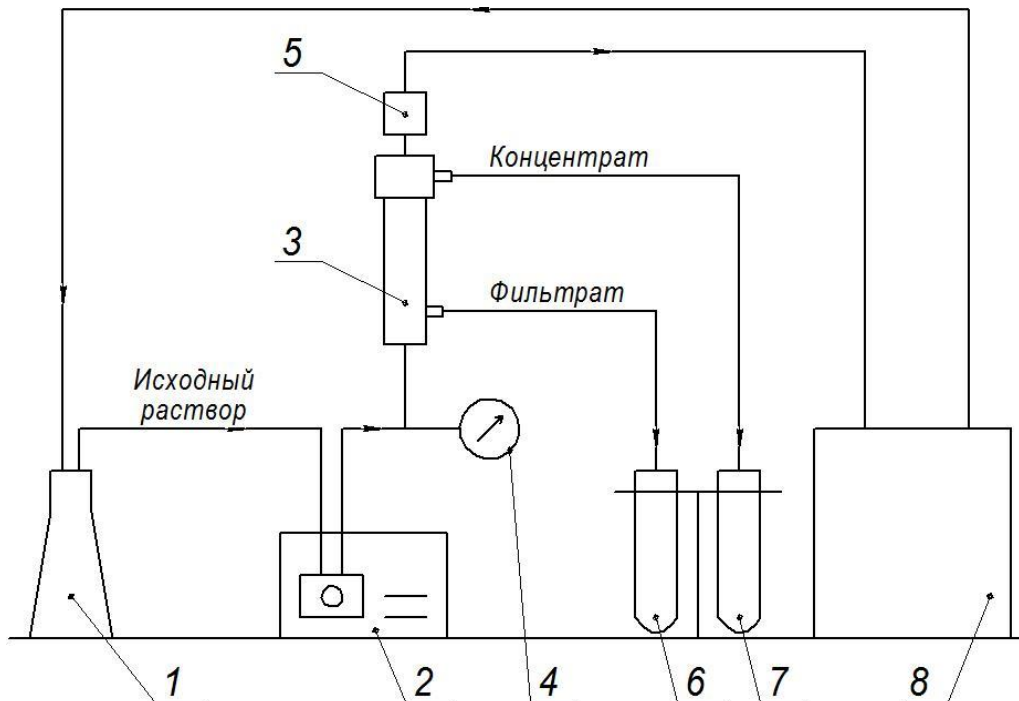 5
Концентрат
3
Фильтрат
Исходный
раствор
1 2 4 6 7 8